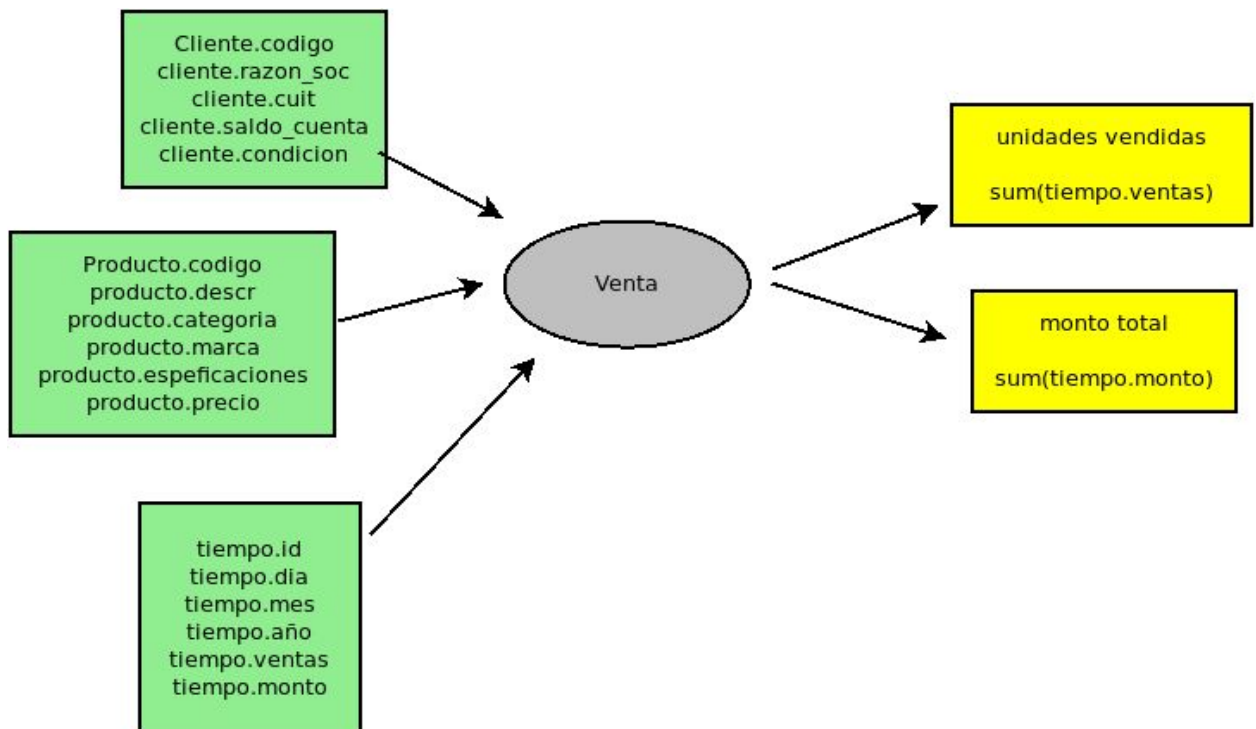 Cliente.codigo
cliente.razon_soc
cliente.cuit
cliente.saldo_cuenta
cliente.condicion
Producto.codigo
producto.descr
producto.categoria
producto.marca
producto.espeficaciones
producto.precio
tiempo.id
tiempo.dia
tiempo.mes
tiempo.año
tiempo.ventas
tiempo.monto
Venta
unidades vendidas
sum(tiempo.ventas)
monto total
sum(tiempo.monto)